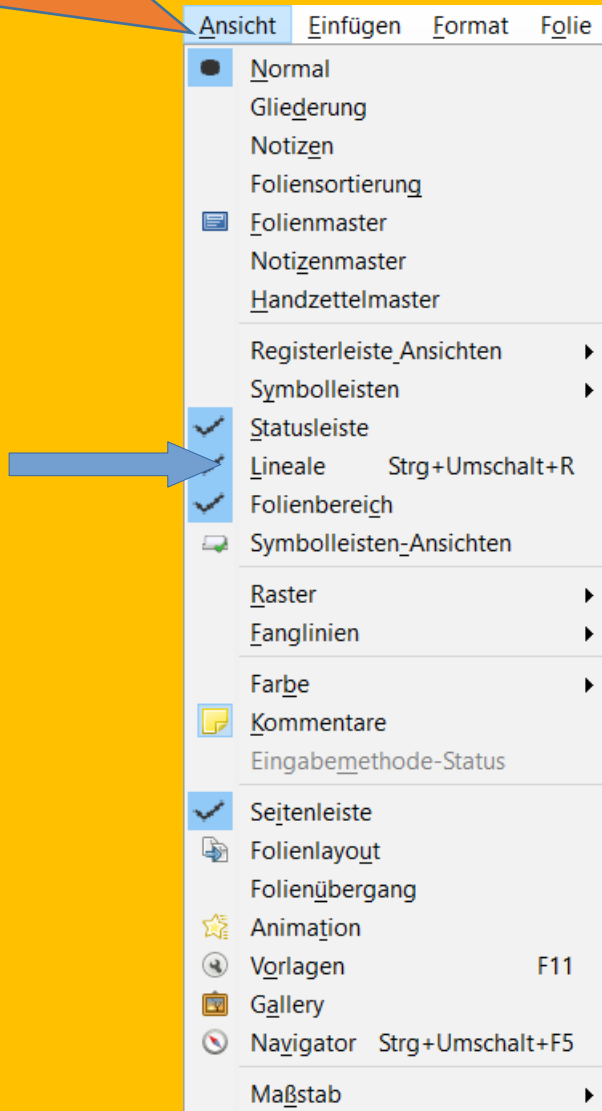 Ansicht Einfügen Format Folie
Normal
Gliederung
Notizen
Foliensortierung
Folienmaster
Notizenmaster
Handzettelmaster
Registerleiste Ansichten
Symbolleisten
Statusleiste
Lineale Strg+Umschalt+R
Folienbereich
Symbolleisten-Ansichten
Raster
Fanglinien
Farbe
Kommentare
Eingabemethode-Status
Seitenleiste
Folienlayout
Folienübergang
Animation
Vorlagen F11
Gallery
Navigator Strg+Umschalt+F5
Maßstab